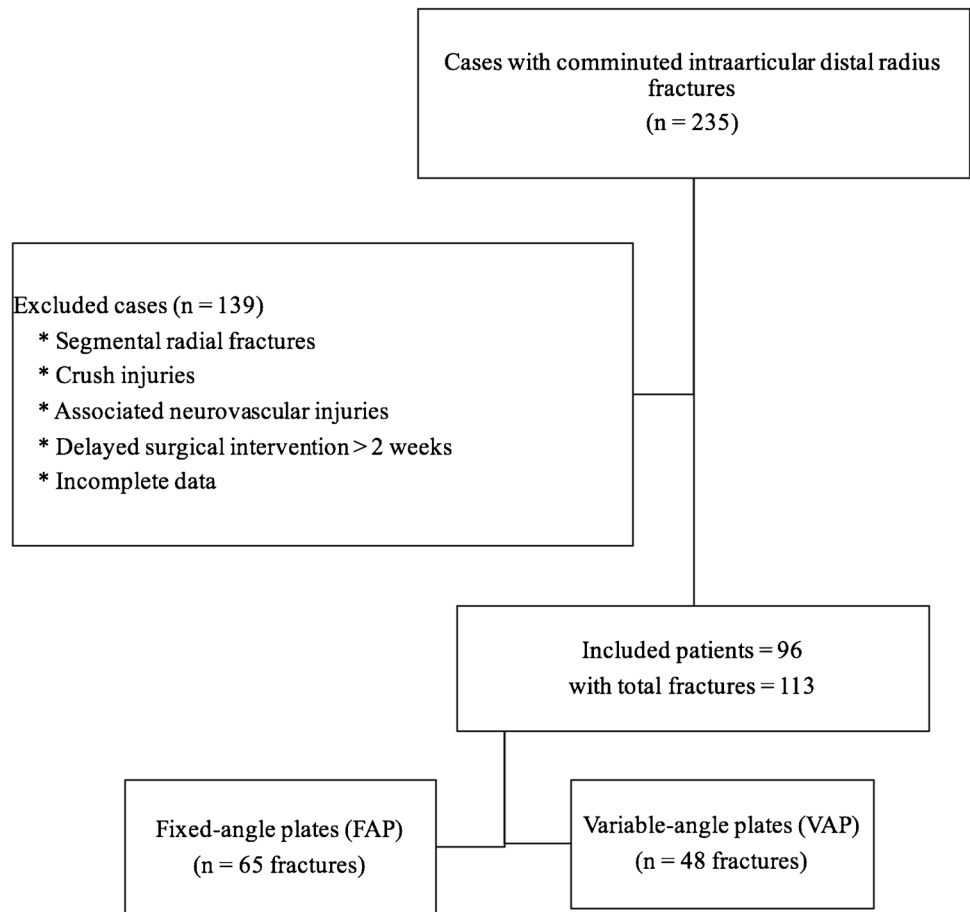 Cases with comminuted intraarticular distal radius
fractures
(n = 235)
Excluded cases (n = 139)
* Segmental radial fractures
* Crush injuries
* Associated neurovascular injuries
* Delayed surgical intervention > 2 weeks
* Incomplete data
Included patients = 96
with total fractures = 113
Fixed-angle plates (FAP)
(n = 65 fractures)
Variable-angle plates (VAP)
(n = 48 fractures)